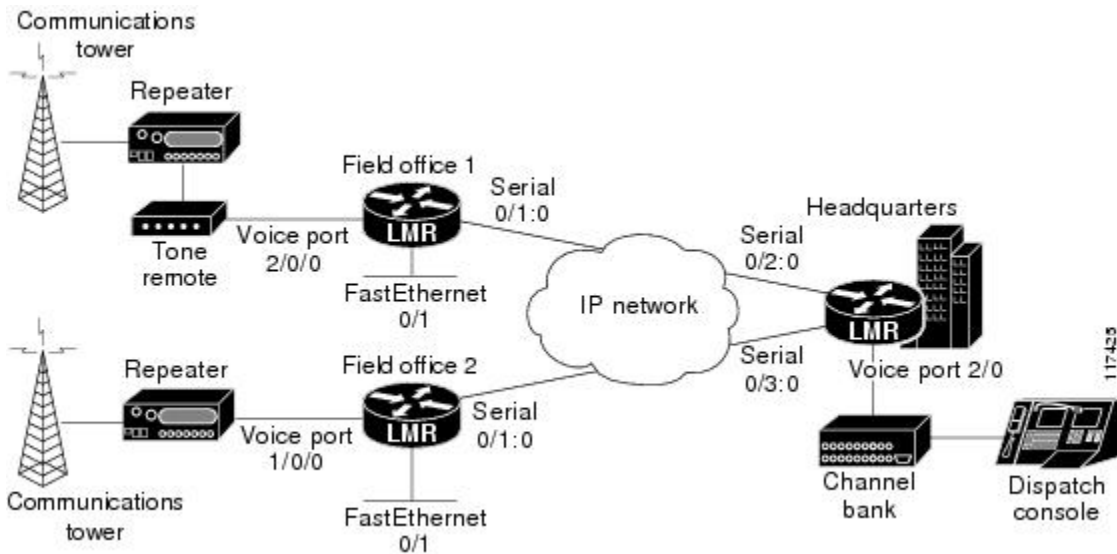 Communications
tower
Repeater
Field office 1
Serial
0/1:0
LMR
Tone
remote
Voice port
2/0/0
FastEthernet
0/1
IP network
Headquarters
Serial
0/2:0
LMR
Serial
0/3:0
Voice port 2/0
Channel
bank
Dispatch
console
117425
Repeater
Field office 2
Serial
0/1:0
LMR
Voice port
1/0/0
Communications
tower
FastEthernet
0/1